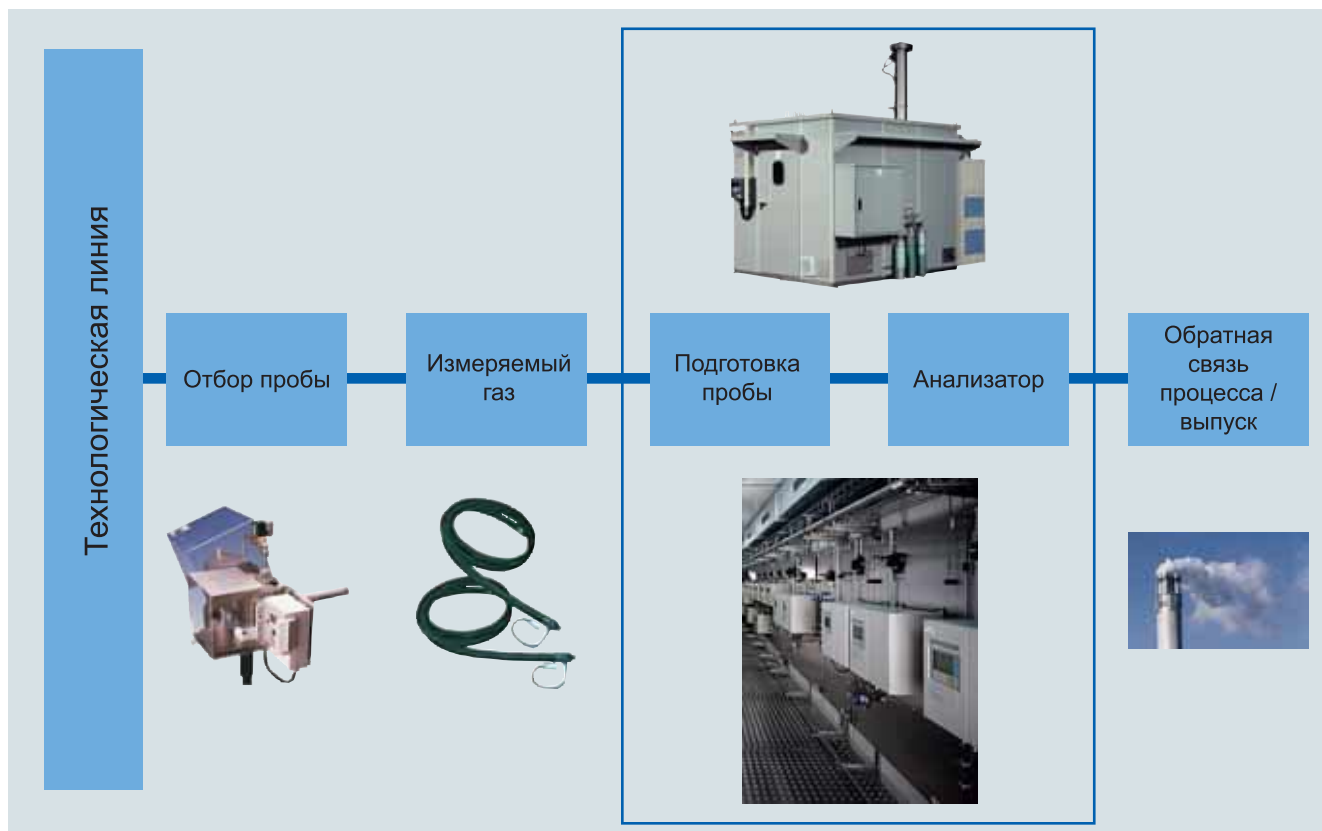 Технологическая линия
Отбор пробы
Измеряемый
газ
Подготовка
пробы
Анализатор
Обратная
связь
процесса /
выпуск